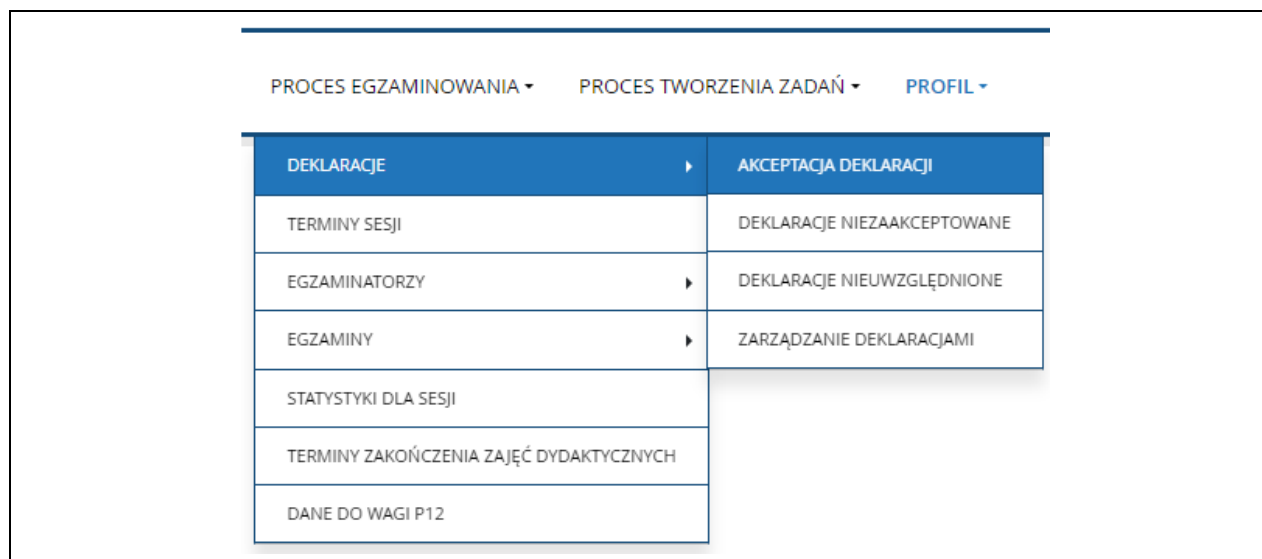 PROCES EGZAMINOWANIA PROCES TWORZENIA ZADAŃ PROFIL
DEKLARACJE
AKCEPTACJA DEKLARACJI
TERMINY SESJI
DEKLARACJE NIEZAAKCEPTOWANE
EGZAMINATORZY
DEKLARACJE NIEUWZGLĘDNIONE
EGZAMINY
ZARZĄDZANIE DEKLARACJAMI
STATYSTYKI DLA SESJI
TERMINY ZAKOŃCZENIA ZAJĘĆ DYDAKTYCZNYCH
DANE DO WAGI P12